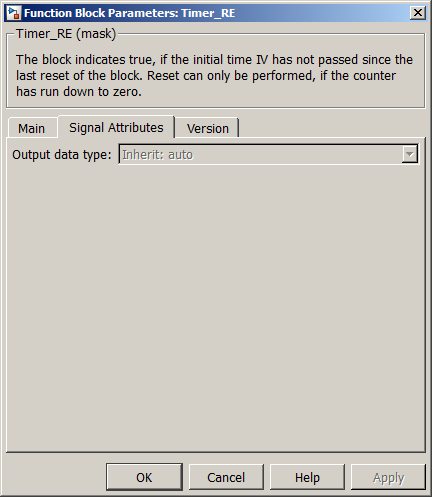 Function Block Parameters: Timer_RE
Timer_RE (mask)
The block indicates true, if the initial time IV has not passed since the
last reset of the block. Reset can only be performed, if the counter
has run down to zero.
Main Signal Attributes Version
Output data type: Inherit: auto
OK Cancel Help Apply